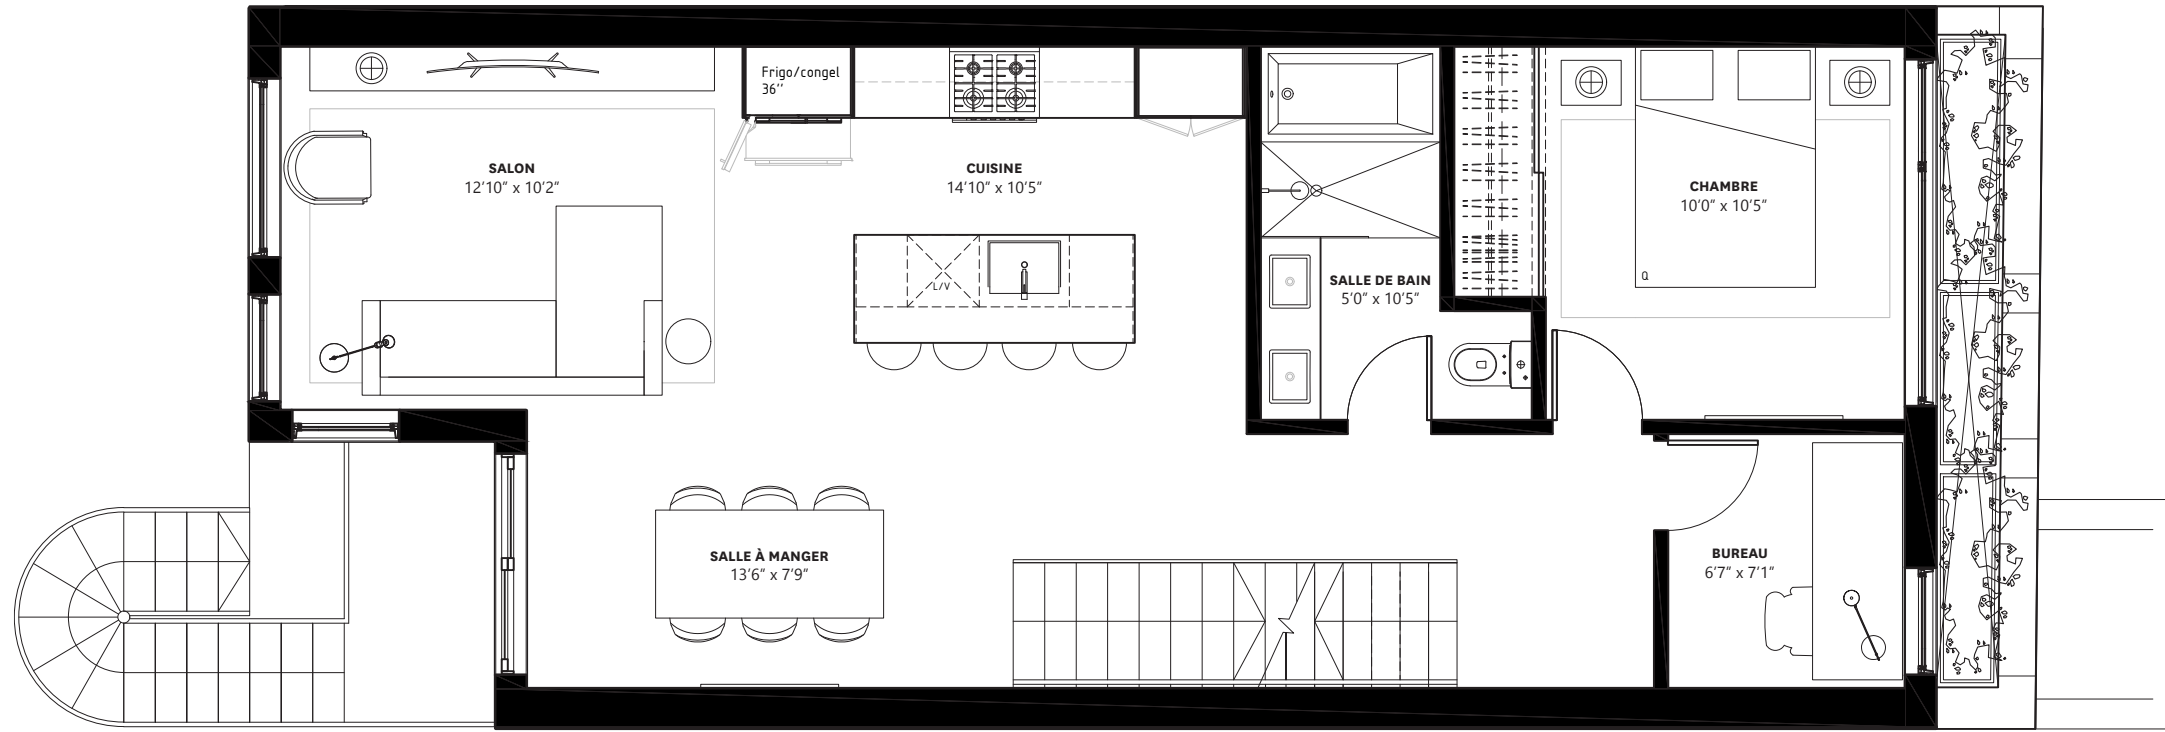 Frigo/congel
36''
SALON
12'10" x 10'2"
CUISINE
14'10" x 10'5"
CHAMBRE
10'0" x 10'5"
L/V
Q
SALLE DE BAIN
5'0" x 10'5"
SALLE À MANGER
13'6" x 7'9"
BUREAU
6'7" x 7'1"